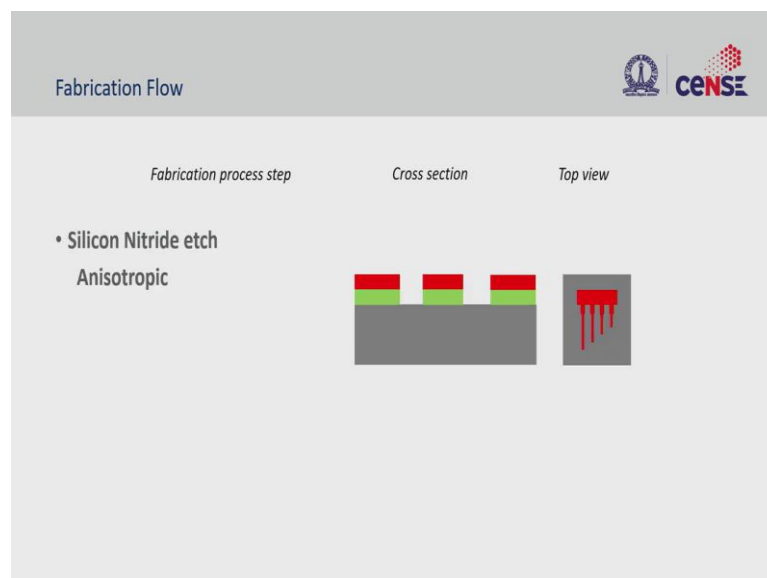 Fabrication Flow
CeNSE
Fabrication process step Cross section Top view
• Silicon Nitride etch
Anisotropic